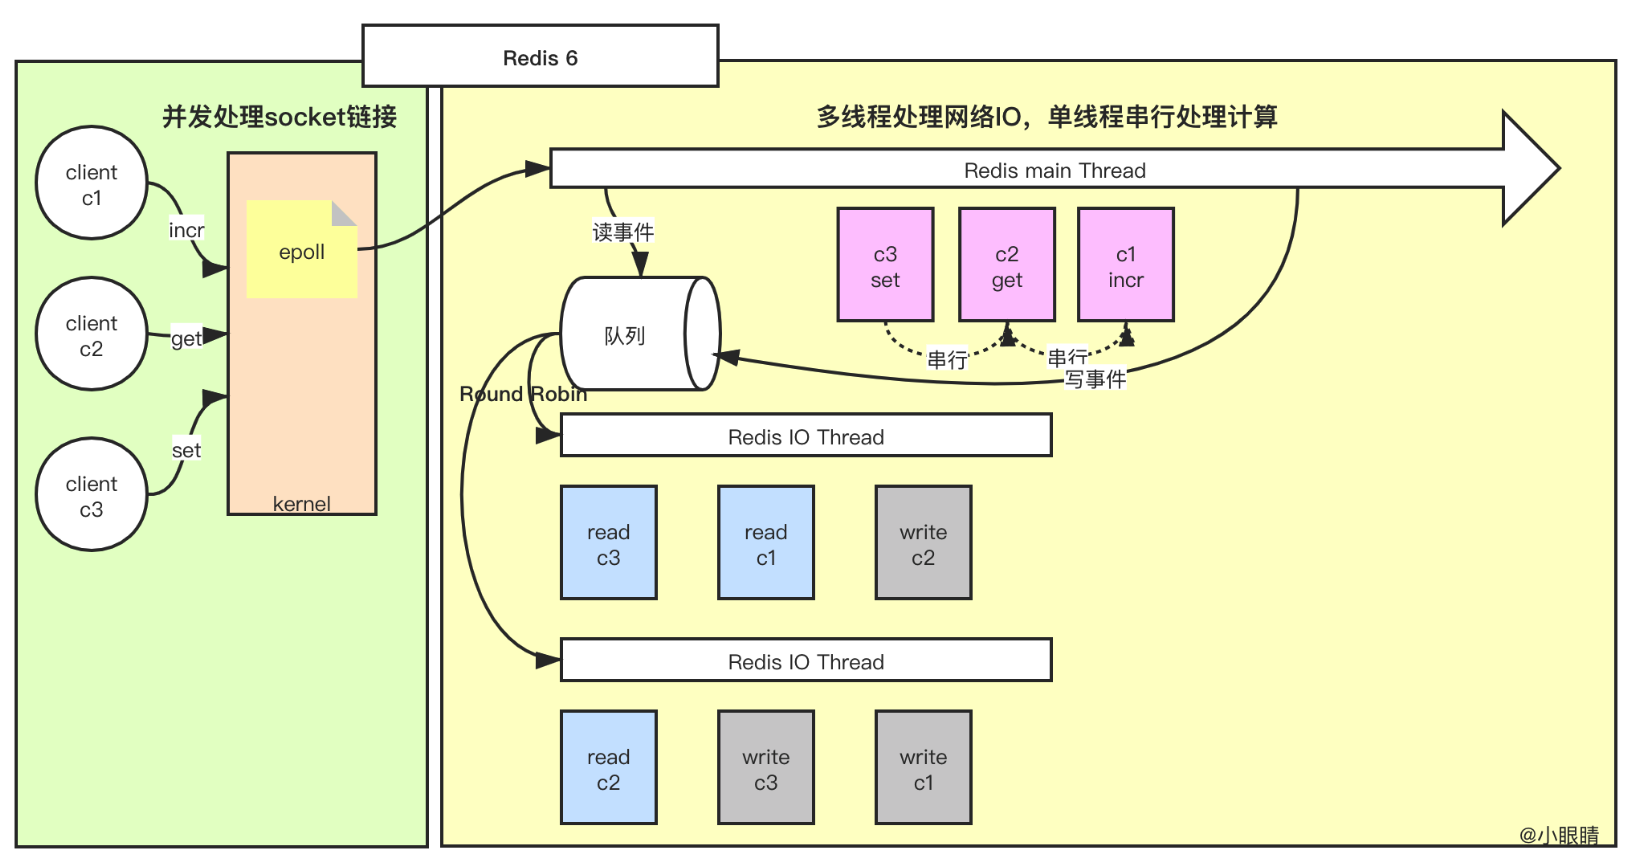 Redis 6
并发处理socket链接
client
c1
incr
client
c2
get
client
c3
set
epoll
kernel
多线程处理网络IO，单线程串行处理计算
Redis main Thread
读事件
c3
set
c2
get
c1
incr
串行
串行
写事件
队列
Round Robin
Redis IO Thread
read
c3
read
c1
write
c2
Redis IO Thread
read
c2
write
c3
write
c1
@小眼睛